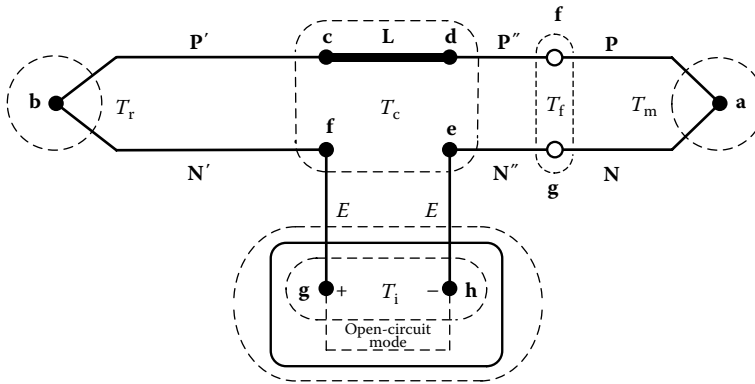 f
P′ c L d P″ P
b T_r T_c T_f T_m a
f e
N′ N″ g N
E E
g + T_i − h
Open-circuit
mode